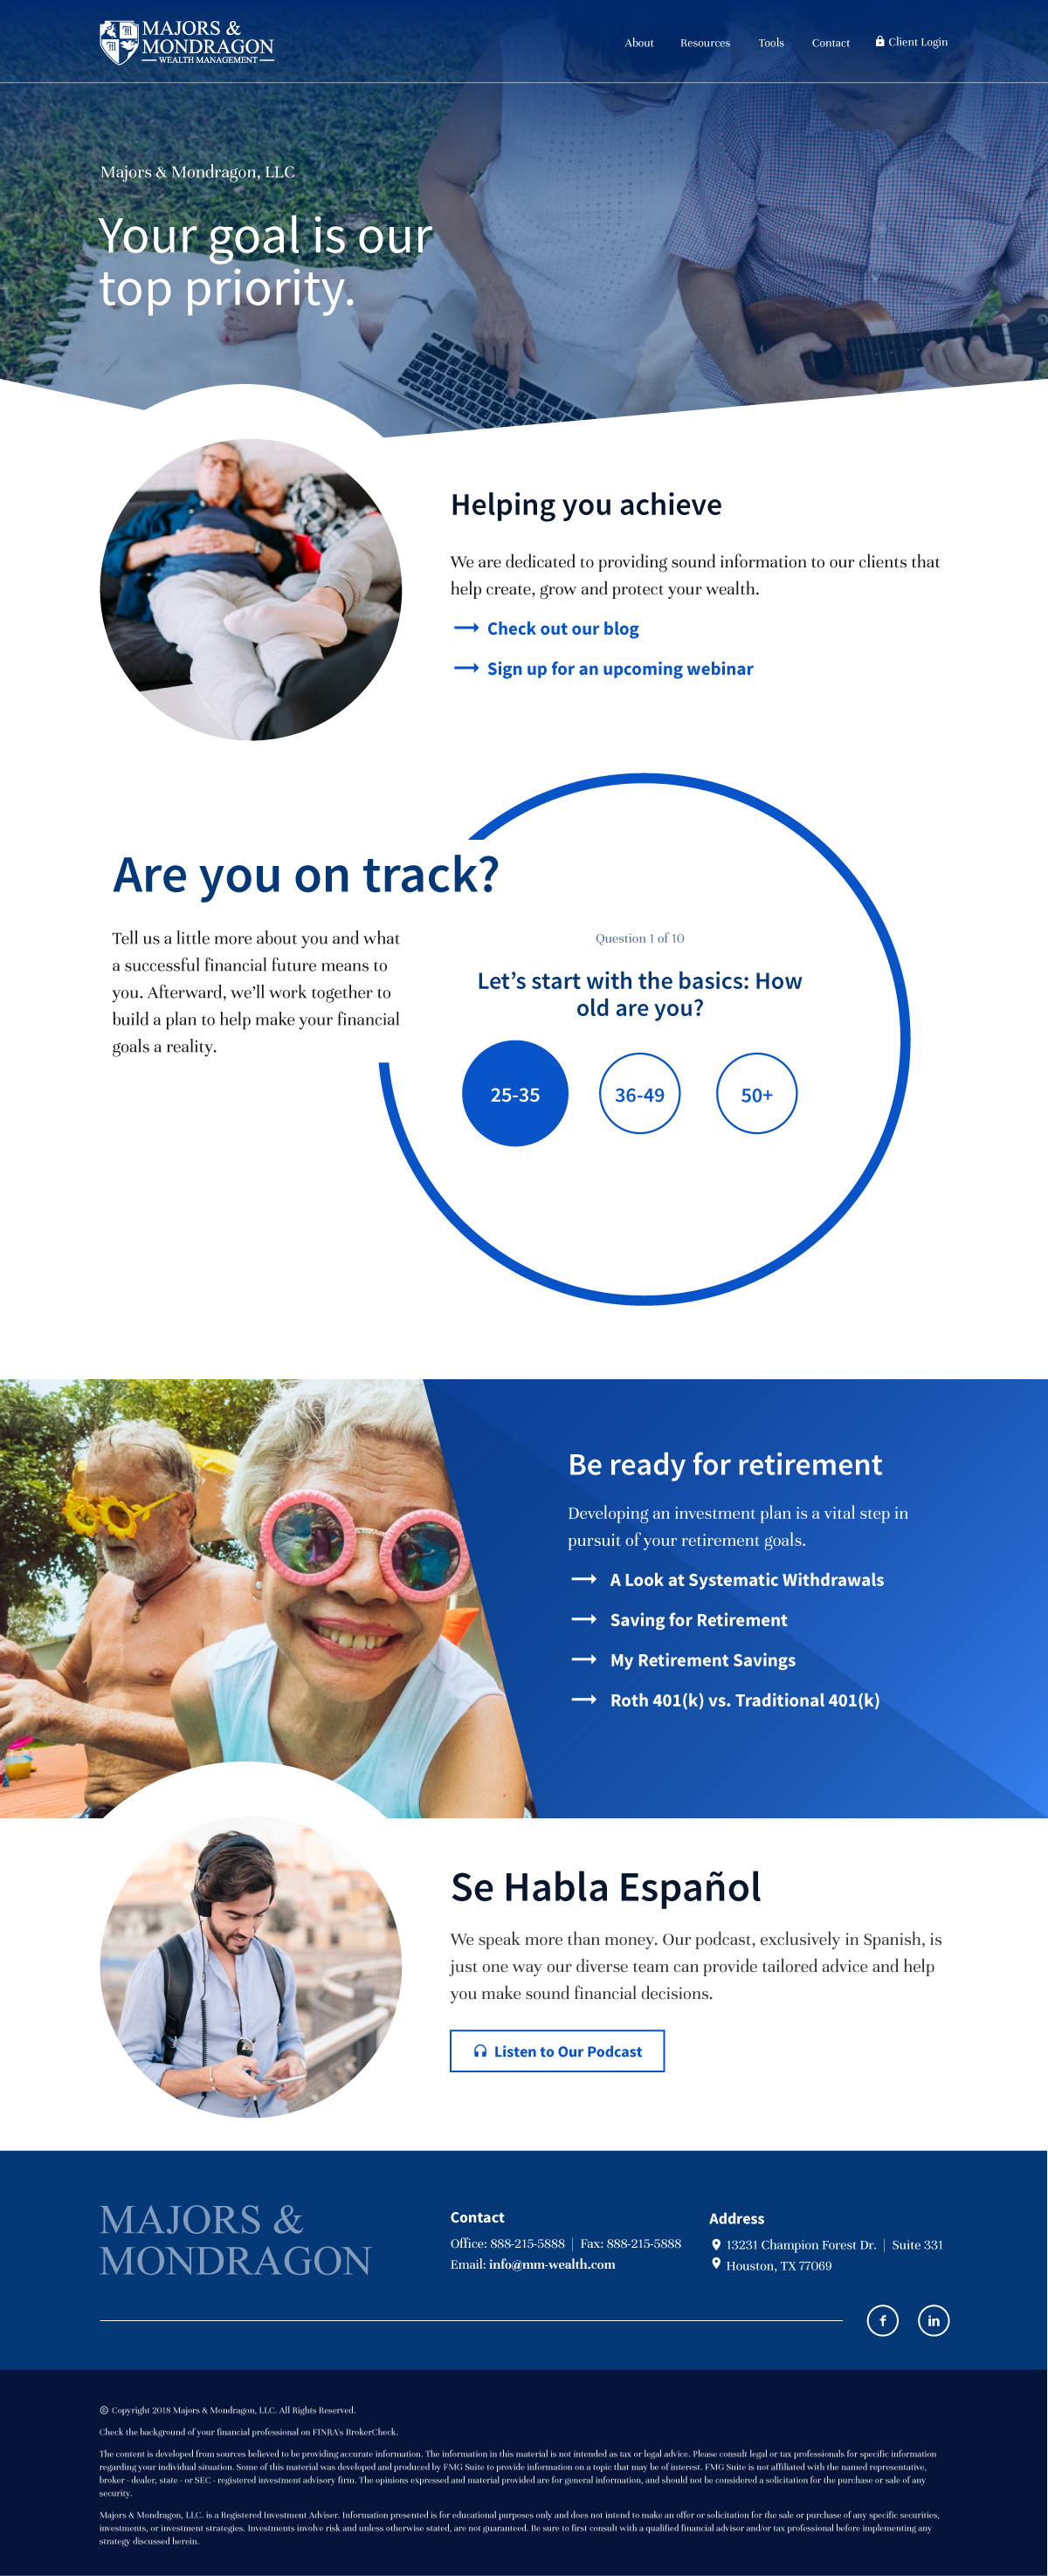 MAJORS &
MONDRAGON
WEALTH MANAGEMENT
About
Resources
Tools
Contact
Client Login
Majors & Mondragon, LLC
Your goal is our
top priority.
Helping you achieve
We are dedicated to providing sound information to our clients that
help create, grow and protect your wealth.
Check out our blog
Sign up for an upcoming webinar
Are you on track?
Tell us a little more about you and what
a successful financial future means to
you. Afterward, we’ll work together to
build a plan to help make your financial
goals a reality.
Question 1 of 10
Let’s start with the basics: How
old are you?
25-35
36-49
50+
Be ready for retirement
Developing an investment plan is a vital step in
pursuit of your retirement goals.
A Look at Systematic Withdrawals
Saving for Retirement
My Retirement Savings
Roth 401(k) vs. Traditional 401(k)
Se Habla Español
We speak more than money. Our podcast, exclusively in Spanish, is
just one way our diverse team can provide tailored advice and help
you make sound financial decisions.
Listen to Our Podcast
MAJORS &
MONDRAGON
Contact
Office: 888-215-5888 | Fax: 888-215-5888
Email: info@mm-wealth.com
Address
13231 Champion Forest Dr. | Suite 331
Houston, TX 77069
f
in
© Copyright 2018 Majors & Mondragon, LLC. All Rights Reserved.
Check the background of your financial professional on FINRA's BrokerCheck.
The content is developed from sources believed to be providing accurate information. The information in this material is not intended as tax or legal advice. Please consult legal or tax professionals for specific information
regarding your individual situation. Some of this material was developed and produced by FMG Suite to provide information on a topic that may be of interest. FMG Suite is not affiliated with the named representative,
broker - dealer, state - or SEC - registered investment advisory firm. The opinions expressed and material provided are for general information, and should not be considered a solicitation for the purchase or sale of any
security.
Majors & Mondragon, LLC. is a Registered Investment Adviser. Information presented is for educational purposes only and does not intend to make an offer or solicitation for the sale or purchase of any specific securities,
investments, or investment strategies. Investments involve risk and unless otherwise stated, are not guaranteed. Be sure to first consult with a qualified financial advisor and/or tax professional before implementing any
strategy discussed herein.